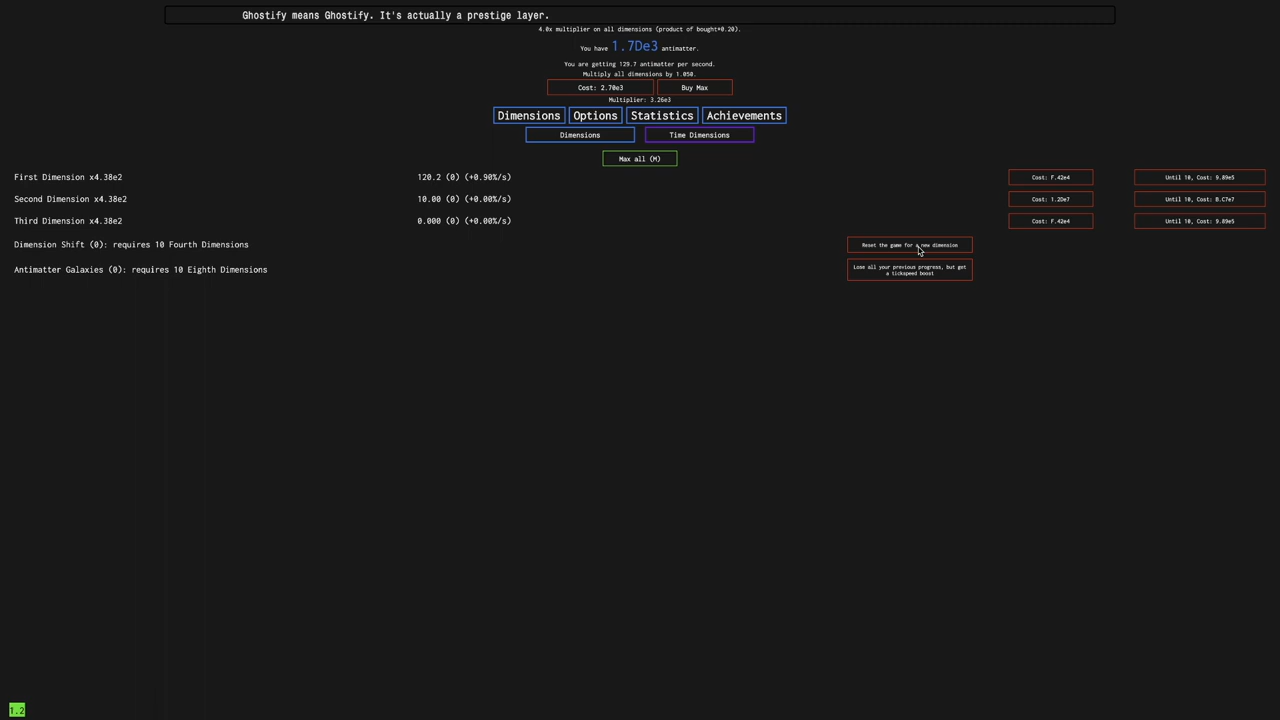 Ghostify means Ghostify. It's actually a prestige layer.
4.0x multiplier on all dimensions (product of bought*0.20).
You have 1.7De3 antimatter.
You are getting 129.7 antimatter per second.
Multiply all dimensions by 1.050.
Cost: 2.70e3 Buy Max
Multiplier: 3.26e3
Dimensions Options Statistics Achievements
Dimensions Time Dimensions
Max all (M)
First Dimension x4.38e2 120.2 (0) (+0.90%/s) Cost: F.42e4 Until 10, Cost: 9.89e5
Second Dimension x4.38e2 10.00 (0) (+0.00%/s) Cost: 1.2D7 Until 10, Cost: B.C7e7
Third Dimension x4.38e2 0.000 (0) (+0.00%/s) Cost: F.42e4 Until 10, Cost: 9.89e5
Dimension Shift (0): requires 10 Fourth Dimensions Reset the game for a new dimension
Antimatter Galaxies (0): requires 10 Eighth Dimensions Lose all your previous progress, but get
a tickspeed boost
1.2